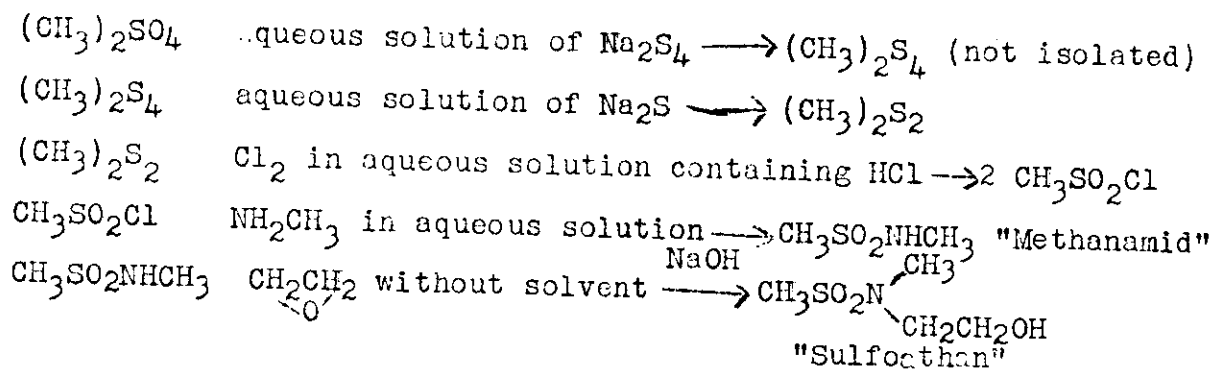 (CH3)2SO4 ..queous solution of Na2S4 ⟶ (CH3)2S4 (not isolated)
(CH3)2S4 aqueous solution of Na2S ⟶ (CH3)2S2
(CH3)2S2 Cl2 in aqueous solution containing HCl ⟶ 2 CH3SO2Cl
CH3SO2Cl NH2CH3 in aqueous solution ⟶ CH3SO2NHCH3 "Methanamid"
NaOH CH3
CH3SO2NHCH3 CH2CH2 without solvent ⟶ CH3SO2N
O
CH2CH2OH
"Sulfoathan"